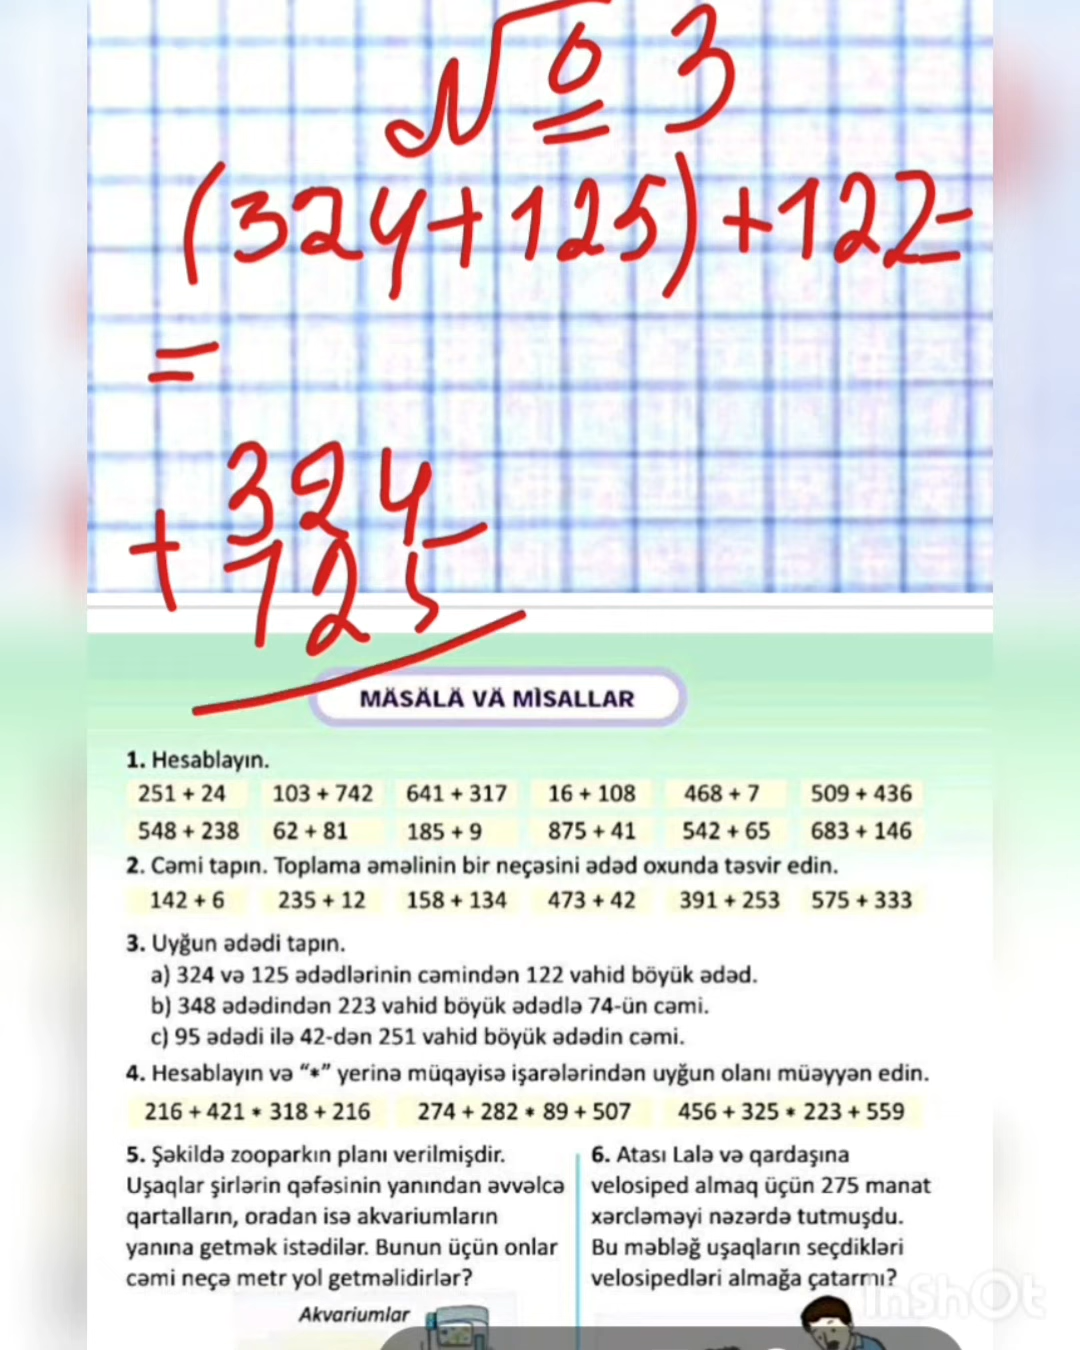 № 3
(324+125)+122=
=
324
+ 125
MÄSÄLÄ VÄ MİSALLAR
1. Hesablayın.
251 + 24 103 + 742 641 + 317 16 + 108 468 + 7 509 + 436
548 + 238 62 + 81 185 + 9 875 + 41 542 + 65 683 + 146
2. Cəmi tapın. Toplama əməlinin bir neçəsini ədəd oxunda təsvir edin.
142 + 6 235 + 12 158 + 134 473 + 42 391 + 253 575 + 333
3. Uyğun ədədi tapın.
a) 324 və 125 ədədlərinin cəmindən 122 vahid böyük ədəd.
b) 348 ədədindən 223 vahid böyük ədədlə 74-ün cəmi.
c) 95 ədədi ilə 42-dən 251 vahid böyük ədədin cəmi.
4. Hesablayın və “*” yerinə müqayisə işarələrindən uyğun olanı müəyyən edin.
216 + 421 * 318 + 216 274 + 282 * 89 + 507 456 + 325 * 223 + 559
5. Şəkildə zooparkın planı verilmişdir.
Uşaqlar şirlərin qəfəsinin yanından əvvəlcə
qartalların, oradan isə akvariumların
yanına getmək istədilər. Bunun üçün onlar
cəmi neçə metr yol getməlidirlər?
Akvariumlar
6. Atası Lalə və qardaşına
velosiped almaq üçün 275 manat
xərcləməyi nəzərdə tutmuşdu.
Bu məbləğ uşaqların seçdikləri
velosipedləri almağa çatarmı?
InShOt